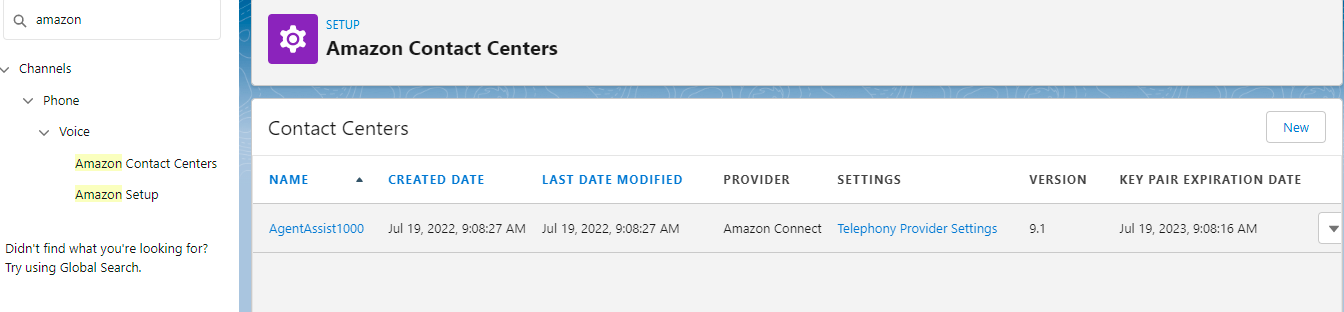 amazon
Channels
Phone
Voice
Amazon Contact Centers
Amazon Setup
Didn't find what you're looking for?
Try using Global Search.
SETUP
Amazon Contact Centers
Contact Centers
New
NAME CREATED DATE LAST DATE MODIFIED PROVIDER SETTINGS VERSION KEY PAIR EXPIRATION DATE
AgentAssist1000 Jul 19, 2022, 9:08:27 AM Jul 19, 2022, 9:08:27 AM Amazon Connect Telephony Provider Settings 9.1 Jul 19, 2023, 9:08:16 AM